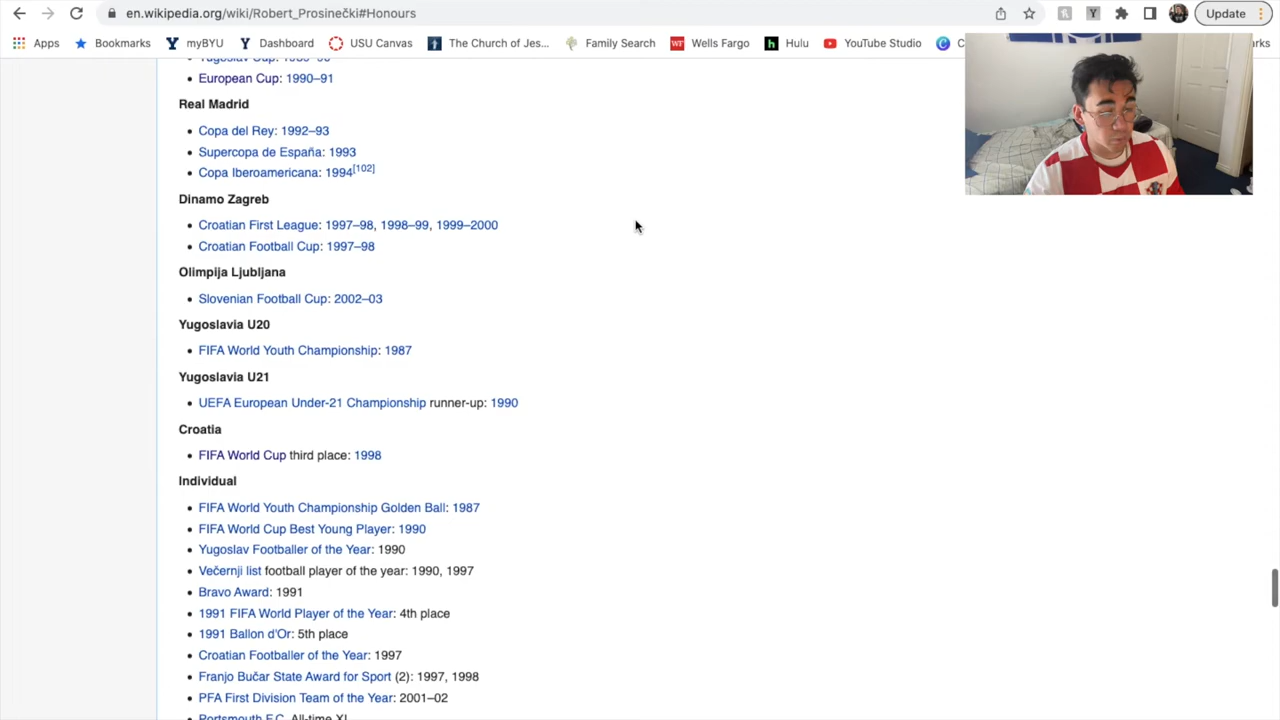 en.wikipedia.org/wiki/Robert_Prosinečki#Honours
Update
Apps Bookmarks myBYU Dashboard USU Canvas The Church of Jes... Family Search Wells Fargo Hulu YouTube Studio
European Cup: 1990–91
Real Madrid
Copa del Rey: 1992–93
Supercopa de España: 1993
Copa Iberoamericana: 1994[102]
Dinamo Zagreb
Croatian First League: 1997–98, 1998–99, 1999–2000
Croatian Football Cup: 1997–98
Olimpija Ljubljana
Slovenian Football Cup: 2002–03
Yugoslavia U20
FIFA World Youth Championship: 1987
Yugoslavia U21
UEFA European Under-21 Championship runner-up: 1990
Croatia
FIFA World Cup third place: 1998
Individual
FIFA World Youth Championship Golden Ball: 1987
FIFA World Cup Best Young Player: 1990
Yugoslav Footballer of the Year: 1990
Večernji list football player of the year: 1990, 1997
Bravo Award: 1991
1991 FIFA World Player of the Year: 4th place
1991 Ballon d'Or: 5th place
Croatian Footballer of the Year: 1997
Franjo Bučar State Award for Sport (2): 1997, 1998
PFA First Division Team of the Year: 2001–02
Portsmouth F.C. All-time XI